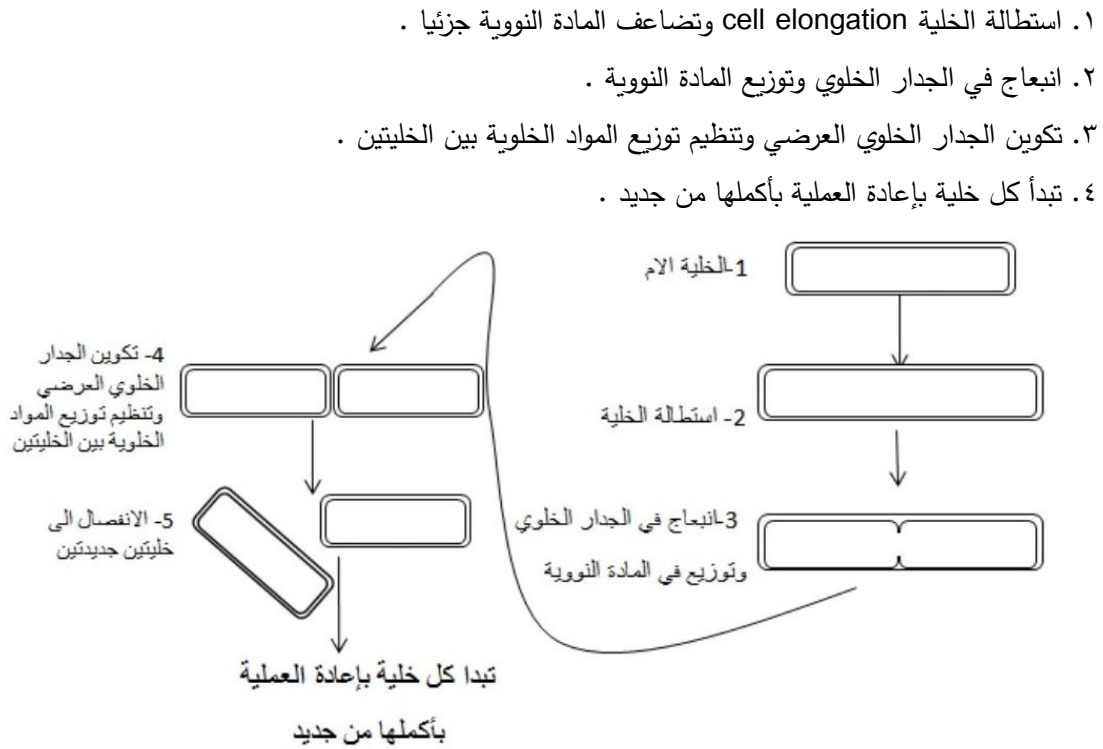 ١. استطالة الخلية cell elongation وتضاعف المادة النووية جزئيا .
٢. انبعاج في الجدار الخلوي وتوزيع المادة النووية .
٣. تكوين الجدار الخلوي العرضي وتنظيم توزيع المواد الخلوية بين الخليتين .
٤. تبدأ كل خلية بإعادة العملية بأكملها من جديد .
1-الخلية الام
2- استطالة الخلية
3-انبعاج في الجدار الخلوي
وتوزيع في المادة النووية
4- تكوين الجدار
الخلوي العرضي
وتنظيم توزيع المواد
الخلوية بين الخليتين
5- الانفصال الى
خليتين جديدتين
تبدا كل خلية بإعادة العملية
بأكملها من جديد